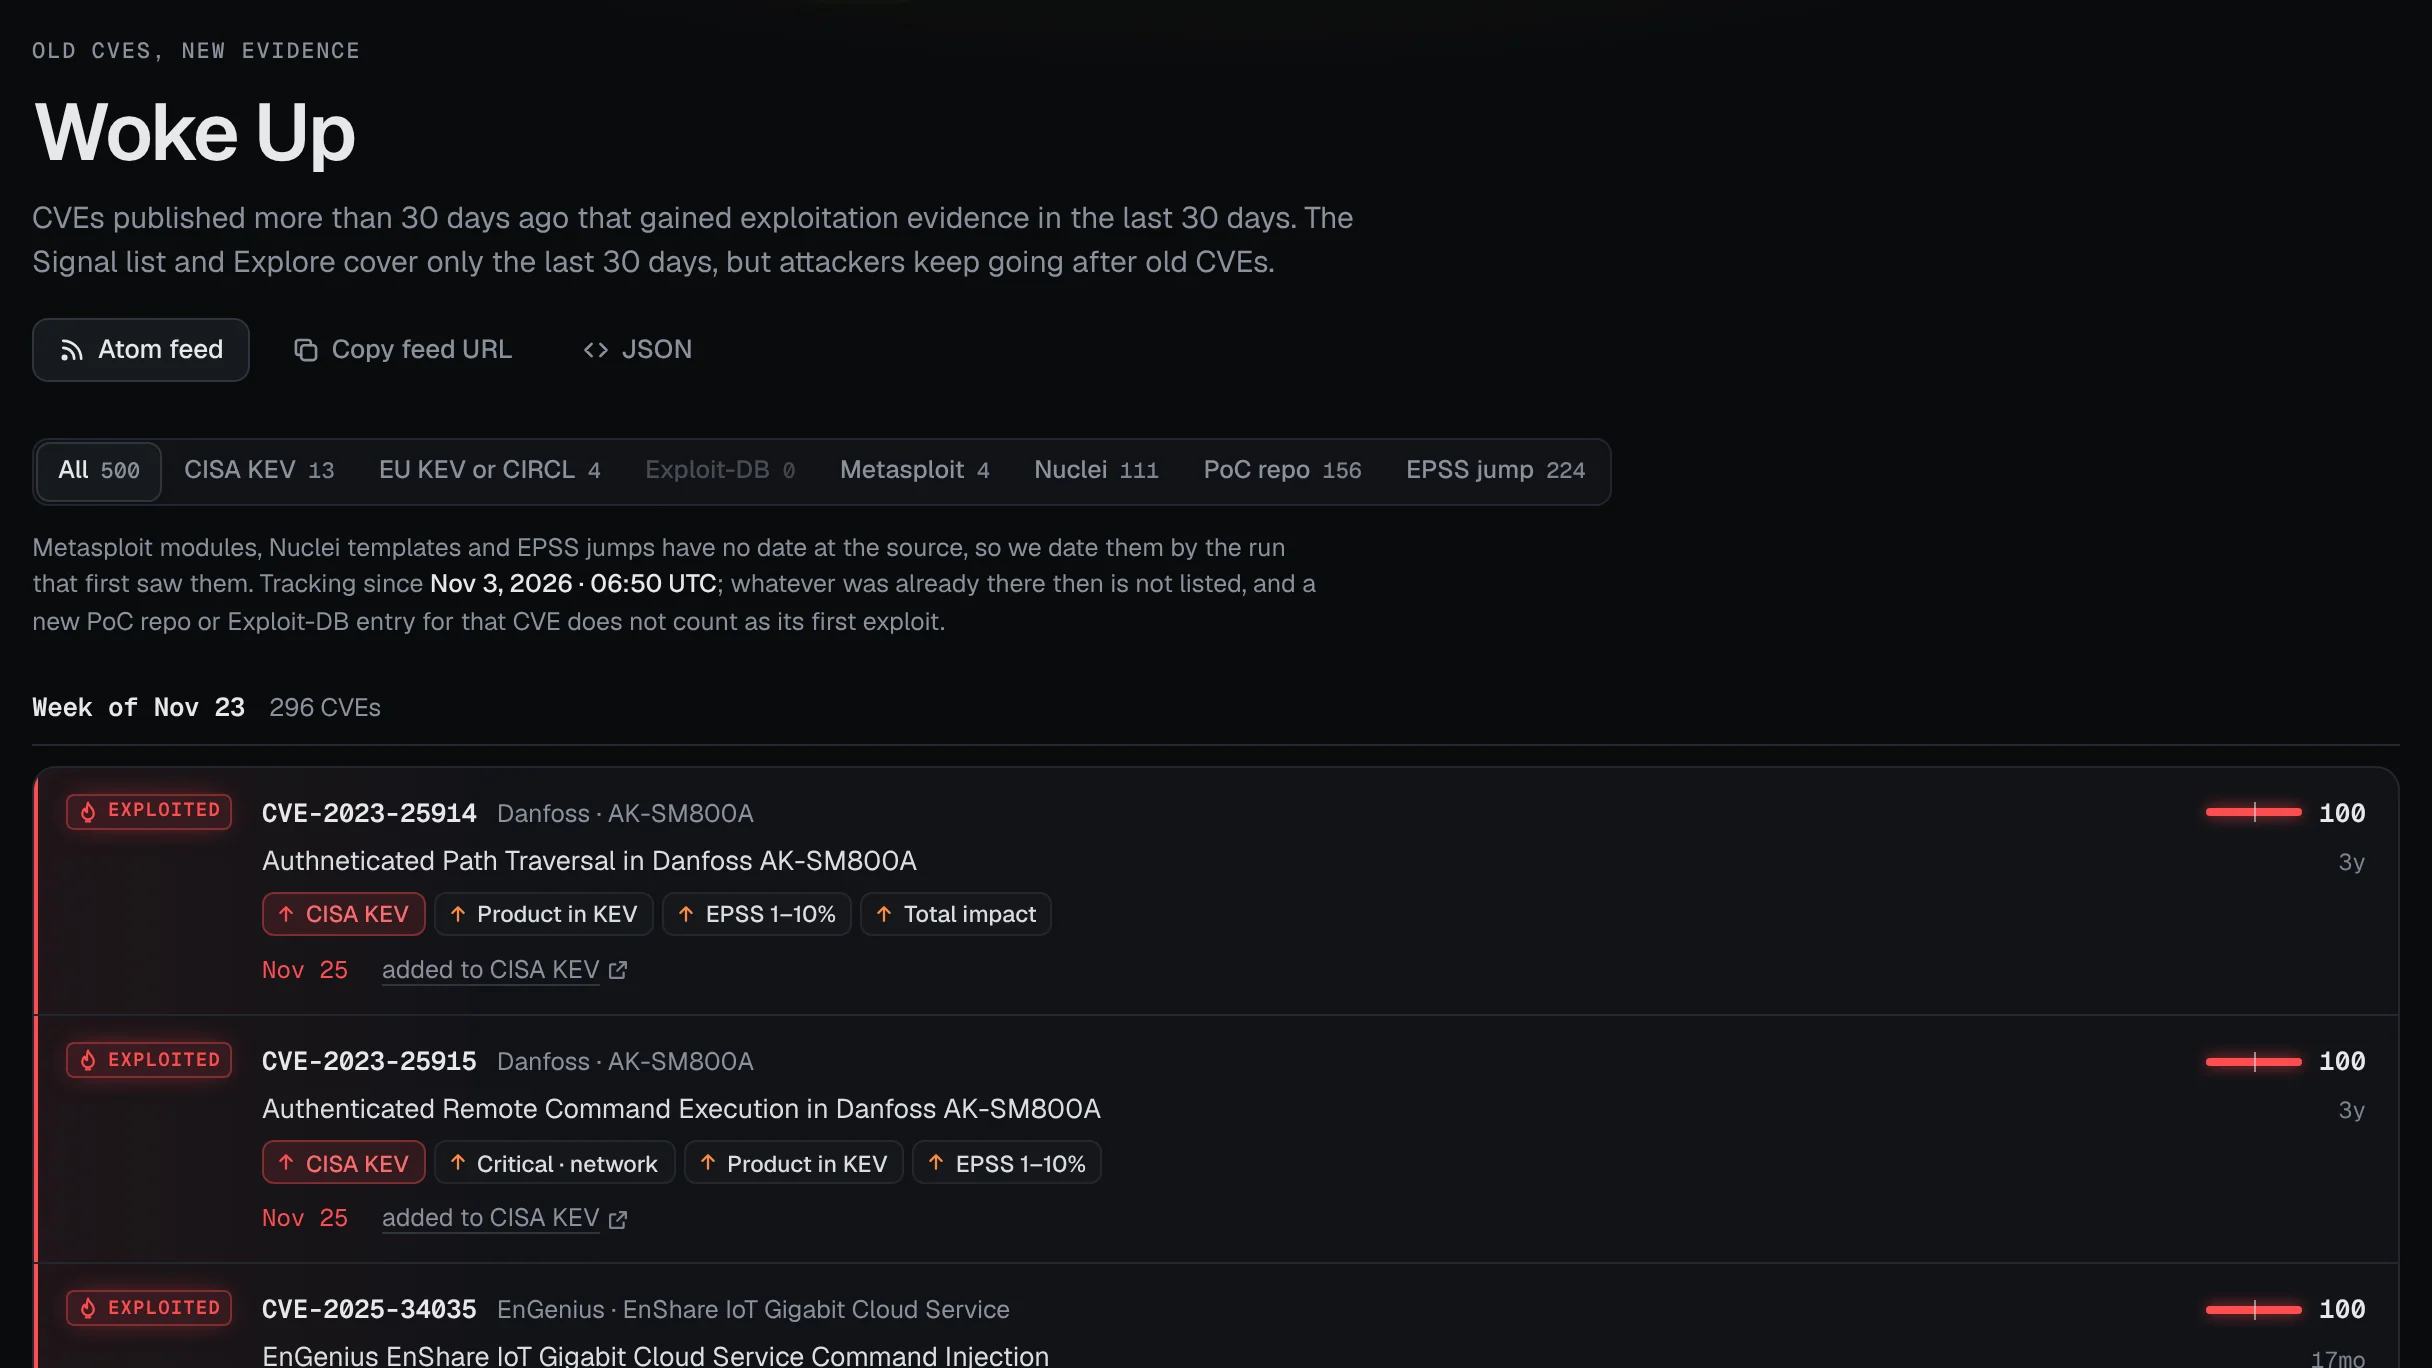 OLD CVES, NEW EVIDENCE
Woke Up
CVEs published more than 30 days ago that gained exploitation evidence in the last 30 days. The
Signal list and Explore cover only the last 30 days, but attackers keep going after old CVEs.
Atom feed Copy feed URL JSON
All 500 CISA KEV 13 EU KEV or CIRCL 4 Exploit-DB 0 Metasploit 4 Nuclei 111 PoC repo 156 EPSS jump 224
Metasploit modules, Nuclei templates and EPSS jumps have no date at the source, so we date them by the run
that first saw them. Tracking since Nov 3, 2026 · 06:50 UTC; whatever was already there then is not listed, and a
new PoC repo or Exploit-DB entry for that CVE does not count as its first exploit.
Week of Nov 23 296 CVEs
EXPLOITED CVE-2023-25914 Danfoss · AK-SM800A 100
Authneticated Path Traversal in Danfoss AK-SM800A 3y
↑ CISA KEV ↑ Product in KEV ↑ EPSS 1–10% ↑ Total impact
Nov 25 added to CISA KEV
EXPLOITED CVE-2023-25915 Danfoss · AK-SM800A 100
Authenticated Remote Command Execution in Danfoss AK-SM800A 3y
↑ CISA KEV ↑ Critical · network ↑ Product in KEV ↑ EPSS 1–10%
Nov 25 added to CISA KEV
EXPLOITED CVE-2025-34035 EnGenius · EnShare IoT Gigabit Cloud Service 100
EnGenius EnShare IoT Gigabit Cloud Service Command Injection 17mo